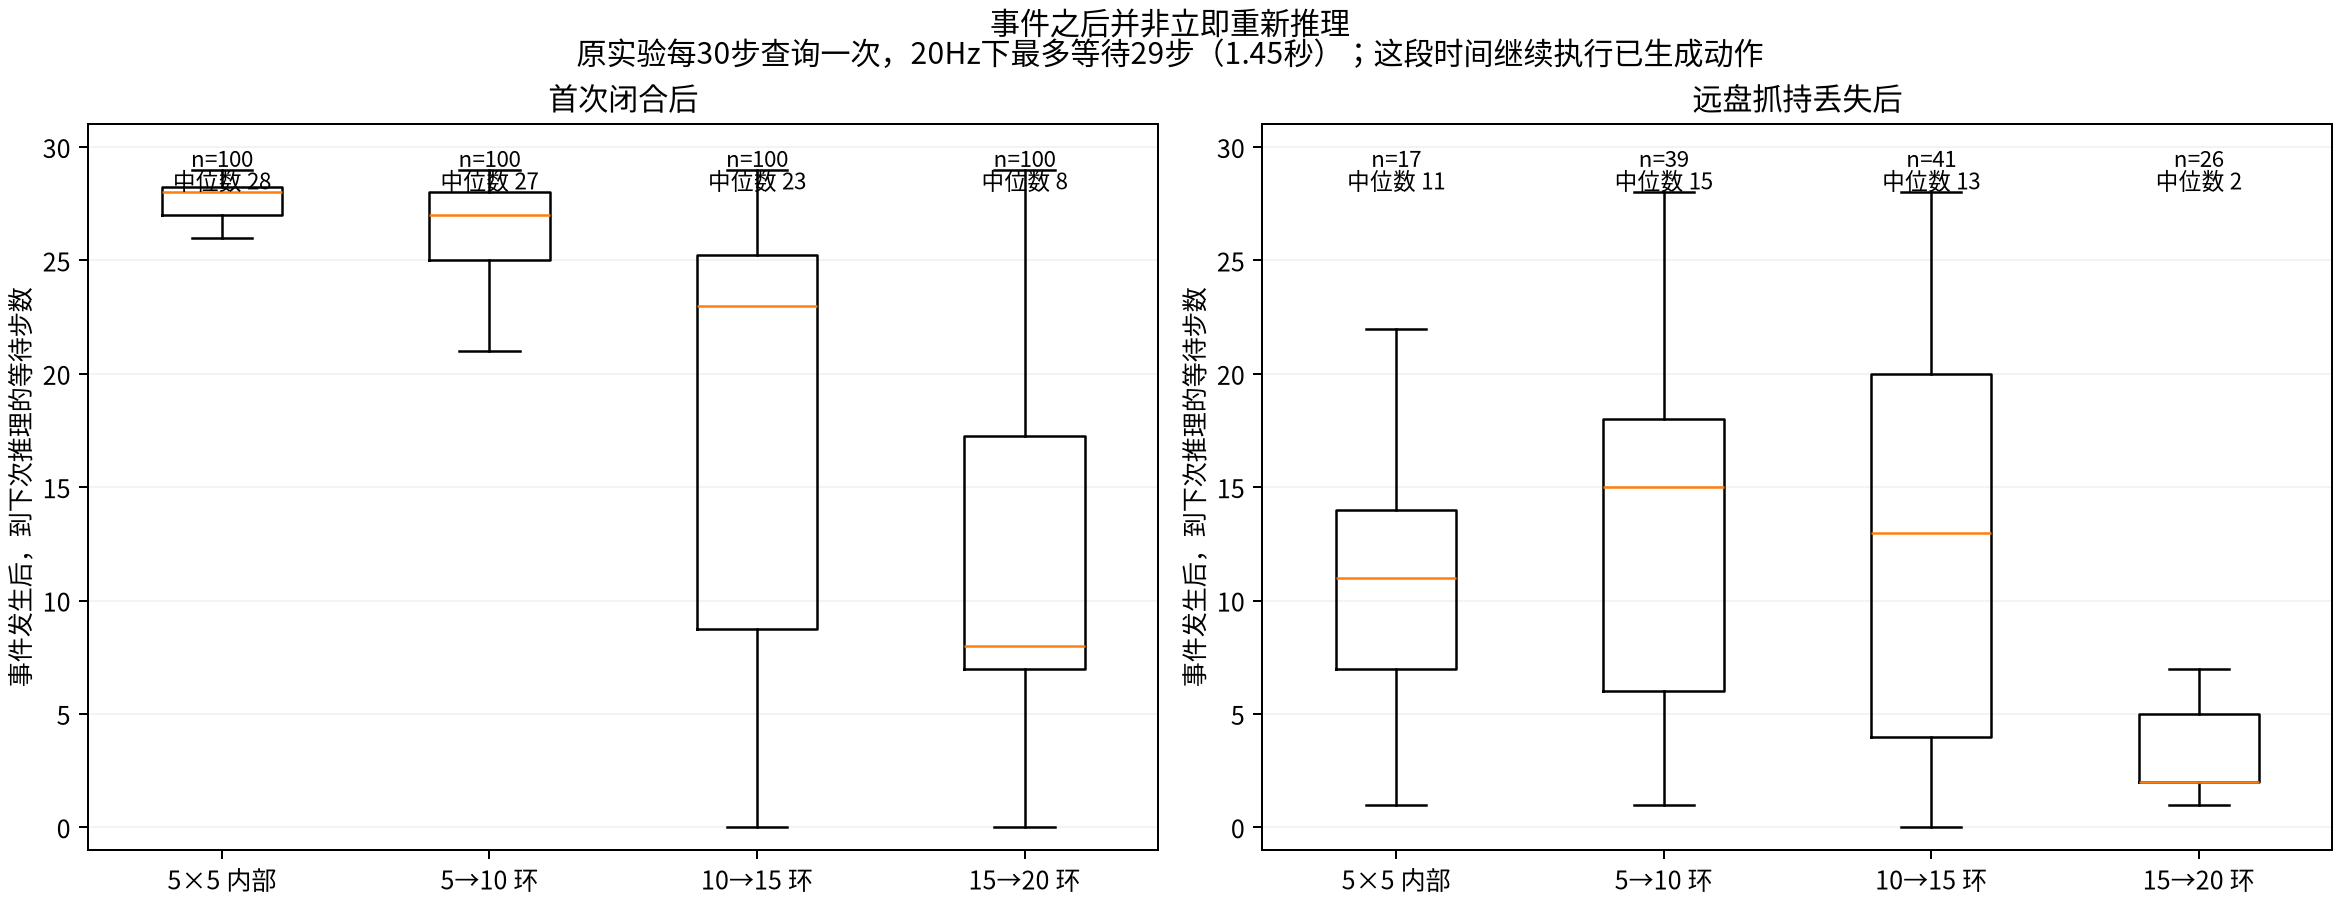 事件之后并非立即重新推理
原实验每30步查询一次，20Hz下最多等待29步（1.45秒）；这段时间继续执行已生成动作
首次闭合后
事件发生后，到下次推理的等待步数
30
25
20
15
10
5
0
n=100
中位数 28
n=100
中位数 27
n=100
中位数 23
n=100
中位数 8
5×5 内部
5→10 环
10→15 环
15→20 环
远盘抓持丢失后
事件发生后，到下次推理的等待步数
30
25
20
15
10
5
0
n=17
中位数 11
n=39
中位数 15
n=41
中位数 13
n=26
中位数 2
5×5 内部
5→10 环
10→15 环
15→20 环